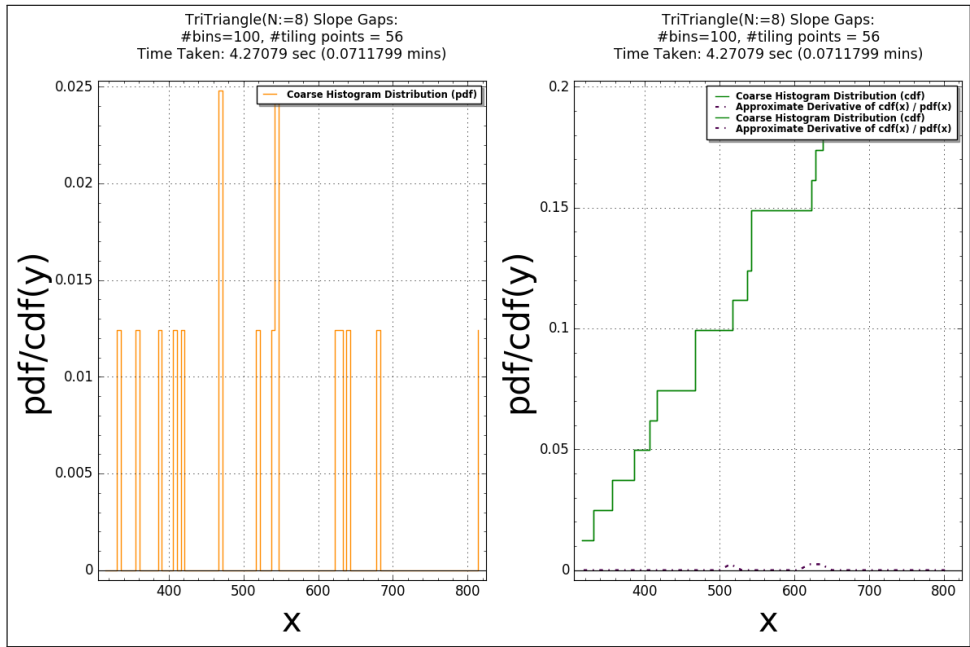 TriTriangle(N:=8) Slope Gaps:
#bins=100, #tiling points = 56
Time Taken: 4.27079 sec (0.0711799 mins)
Coarse Histogram Distribution (pdf)
0.025
0.02
0.015
0.01
0.005
0
pdf/cdf(y)
400
500
600
700
800
x
TriTriangle(N:=8) Slope Gaps:
#bins=100, #tiling points = 56
Time Taken: 4.27079 sec (0.0711799 mins)
Coarse Histogram Distribution (cdf)
Approximate Derivative of cdf(x) / pdf(x)
Coarse Histogram Distribution (cdf)
Approximate Derivative of cdf(x) / pdf(x)
0.2
0.15
0.1
0.05
0
pdf/cdf(y)
400
500
600
700
800
x